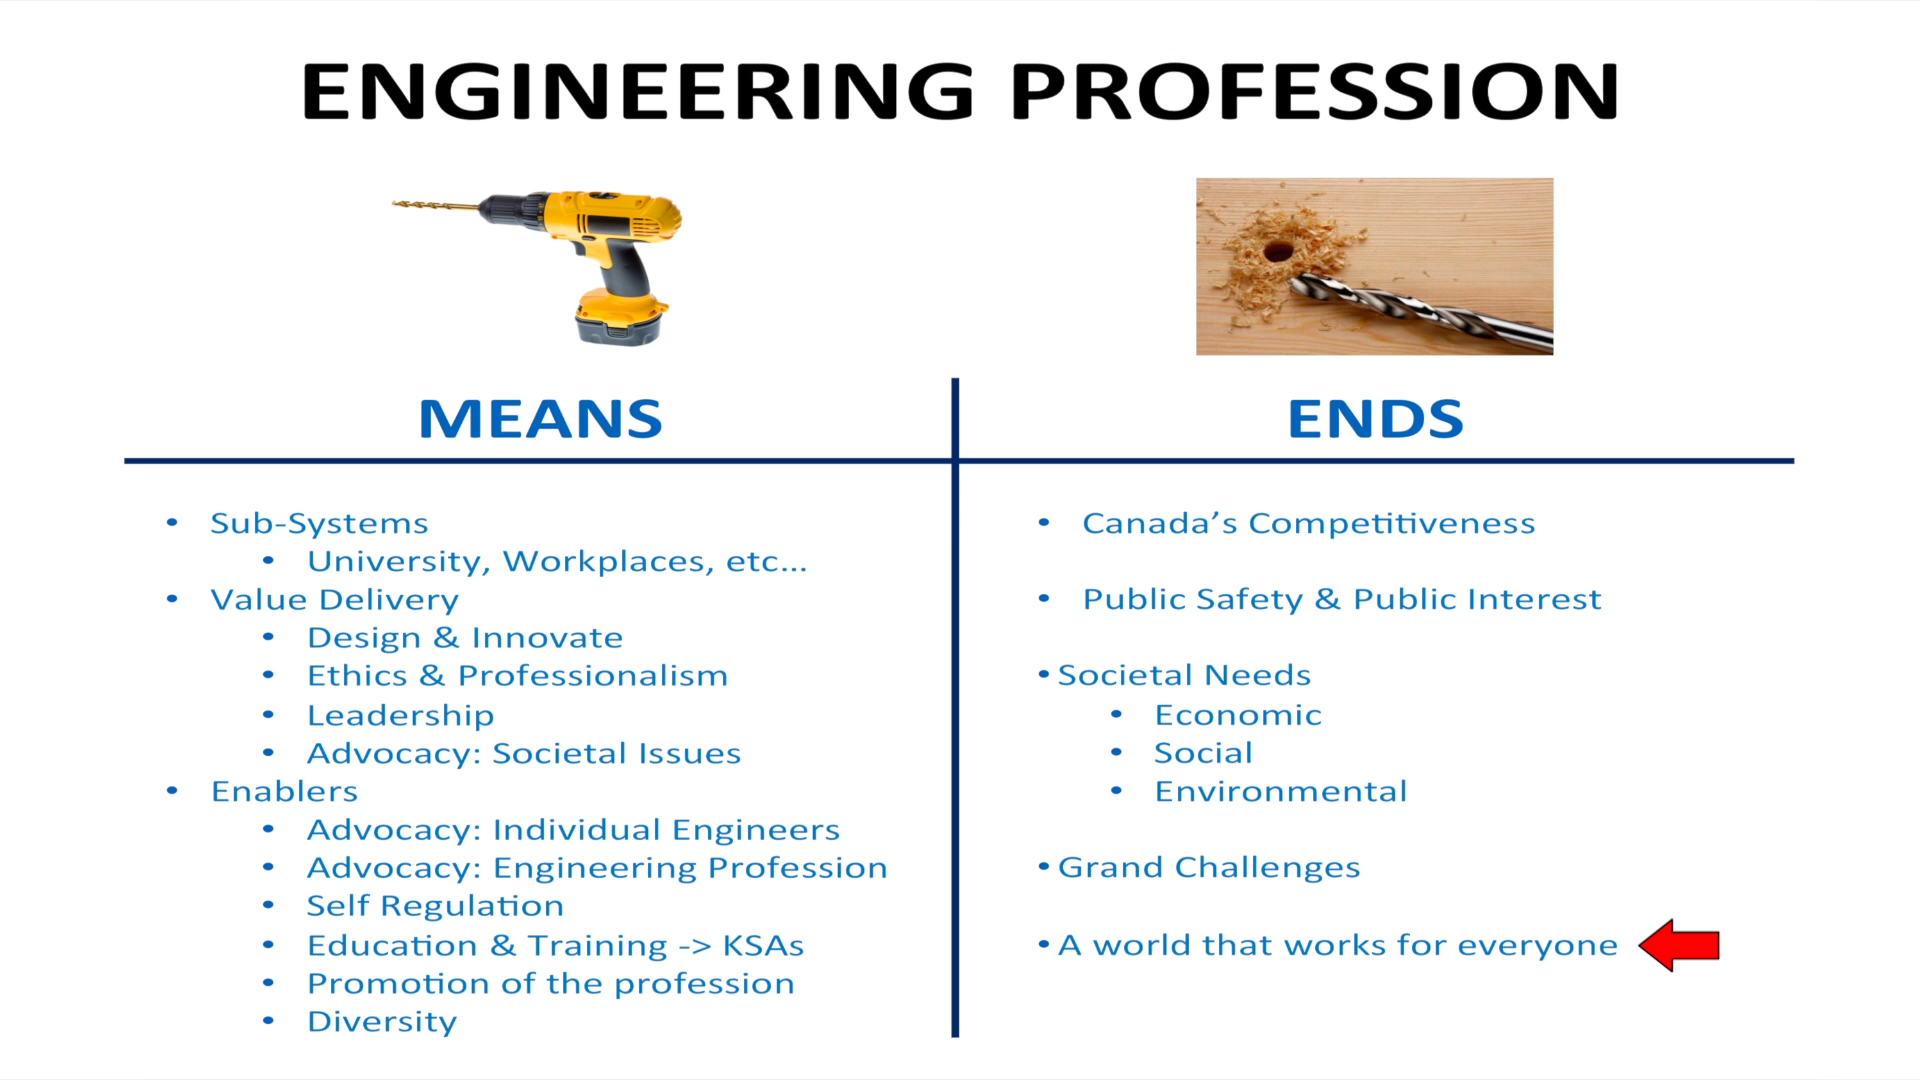 ENGINEERING PROFESSION
MEANS
• Sub-Systems
• University, Workplaces, etc...
• Value Delivery
• Design & Innovate
• Ethics & Professionalism
• Leadership
• Advocacy: Societal Issues
• Enablers
• Advocacy: Individual Engineers
• Advocacy: Engineering Profession
• Self Regulation
• Education & Training -> KSAs
• Promotion of the profession
• Diversity
ENDS
• Canada’s Competitiveness
• Public Safety & Public Interest
• Societal Needs
• Economic
• Social
• Environmental
• Grand Challenges
• A world that works for everyone